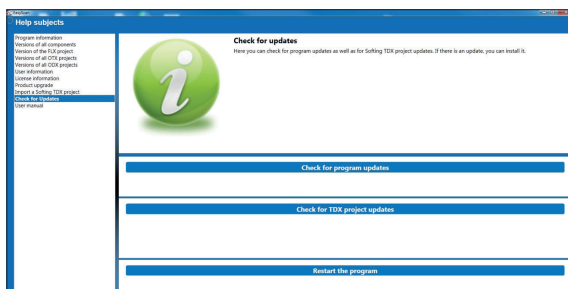 Help subjects
Program information
Versions of all components
Version of the FLX project
Versions of all OTX projects
Versions of all ODX projects
User information
License information
Product upgrade
Import a Softing TDX project
Check for Updates
User manual
Check for updates
Here you can check for program updates as well as for Softing TDX project updates. If there is an update, you can install it.
Check for program updates
Check for TDX project updates
Restart the program